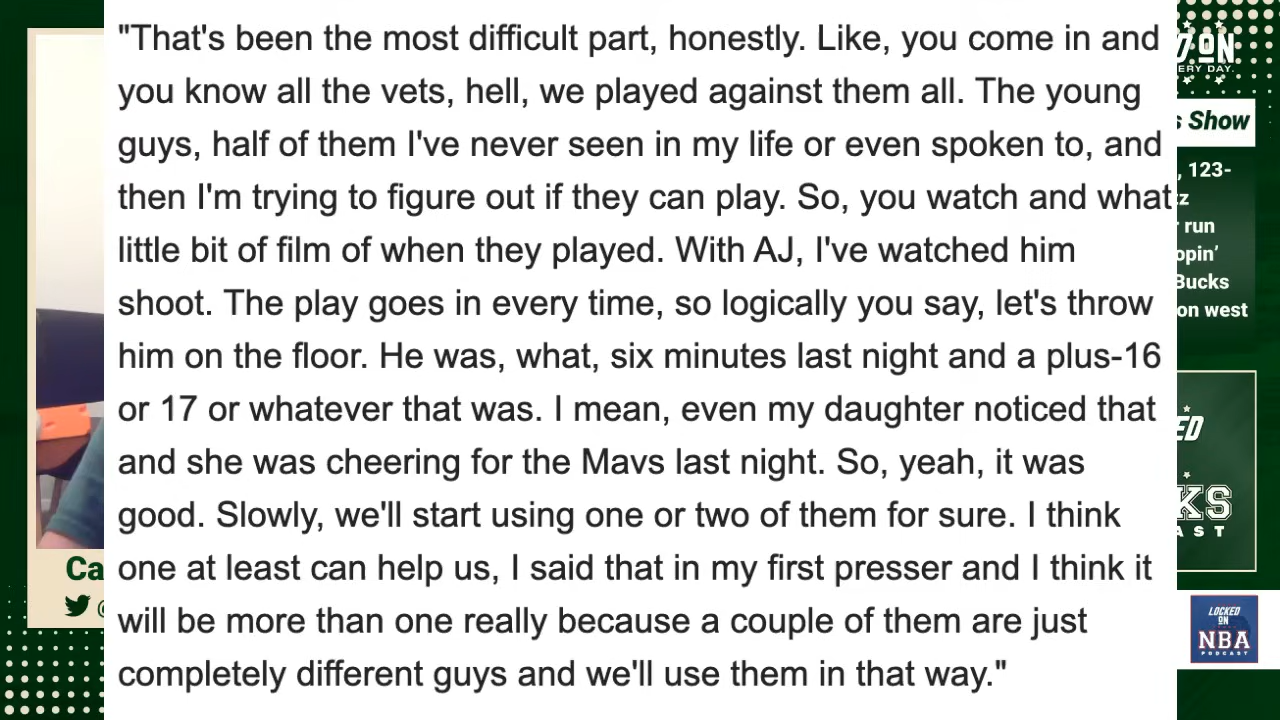 "That's been the most difficult part, honestly. Like, you come in and
you know all the vets, hell, we played against them all. The young
guys, half of them I've never seen in my life or even spoken to, and
then I'm trying to figure out if they can play. So, you watch and what
little bit of film of when they played. With AJ, I've watched him
shoot. The play goes in every time, so logically you say, let's throw
him on the floor. He was, what, six minutes last night and a plus-16
or 17 or whatever that was. I mean, even my daughter noticed that
and she was cheering for the Mavs last night. So, yeah, it was
good. Slowly, we'll start using one or two of them for sure. I think
one at least can help us, I said that in my first presser and I think it
will be more than one really because a couple of them are just
completely different guys and we'll use them in that way."
ON
ERY DAY.
s Show
, 123-
zz
r run
opin'
Bucks
on west
ED
KS
AST
Ca
@
LOCKED
ON
NBA
PODCAST